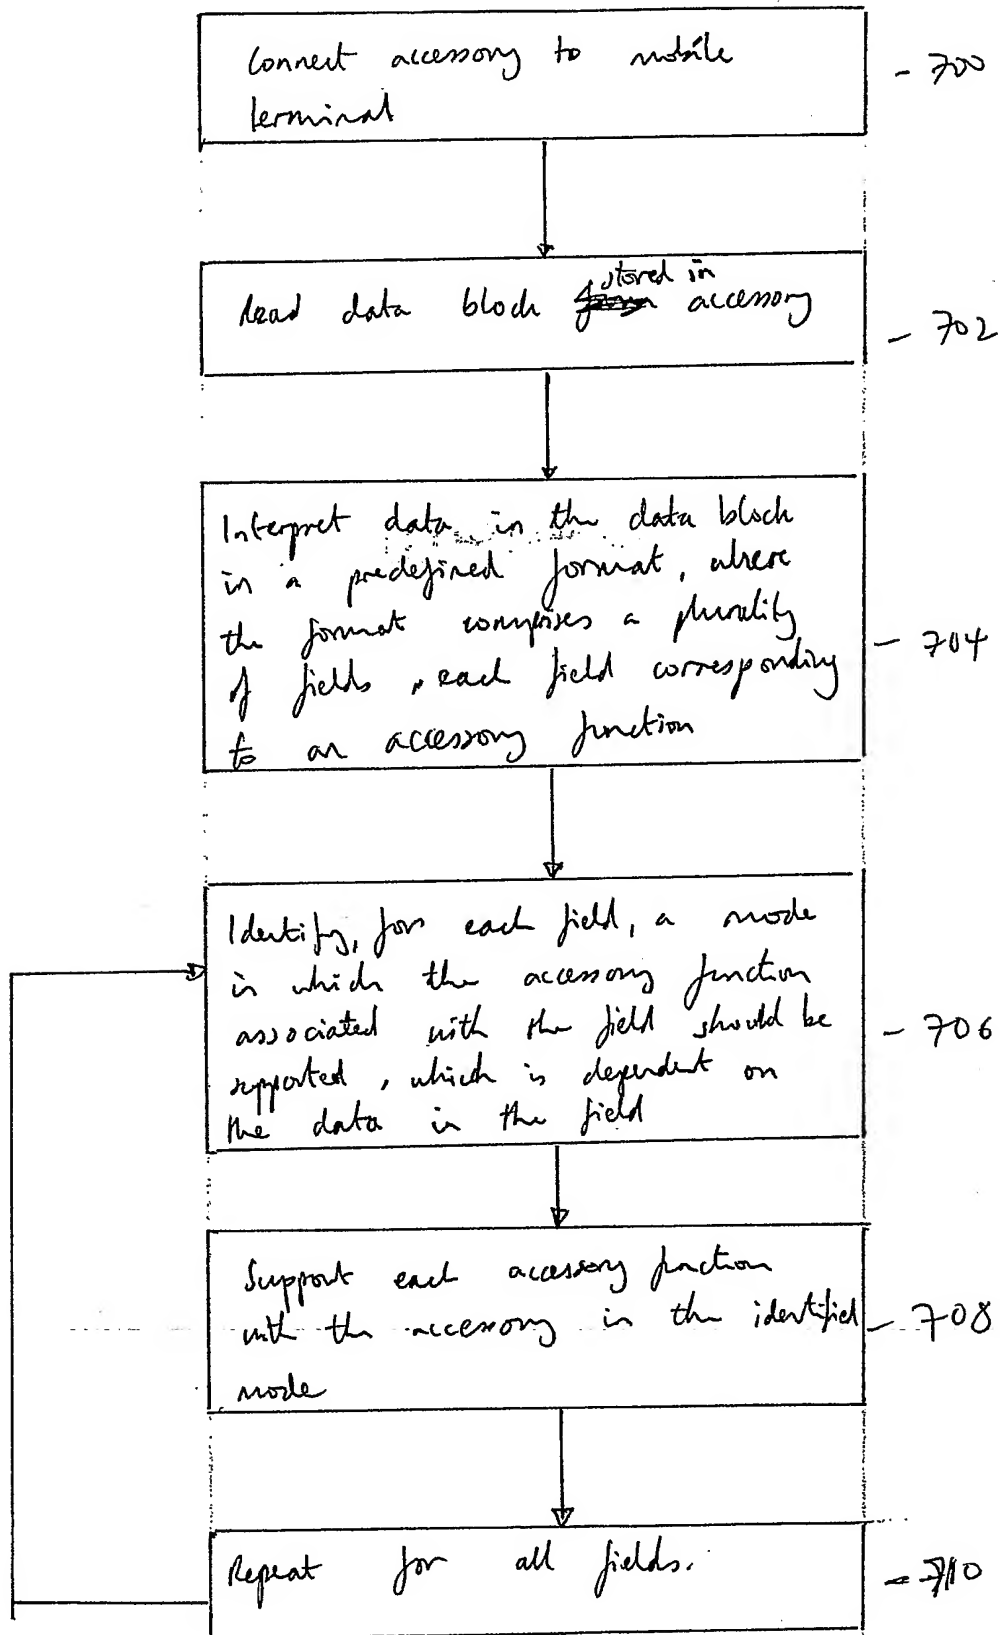 Connect accessory to mobile
terminal
- 700
stored in
Read data block from accessory
- 702
Interpret data in the data block
in a predefined format, where
the format comprises a plurality
of fields, each field corresponding
to an accessory function
- 704
Identify, for each field, a mode
in which the accessory function
associated with the field should be
supported, which is dependent on
the data in the field
- 706
Support each accessory function
with the accessory in the identified
mode
- 708
Repeat for all fields.
- 710